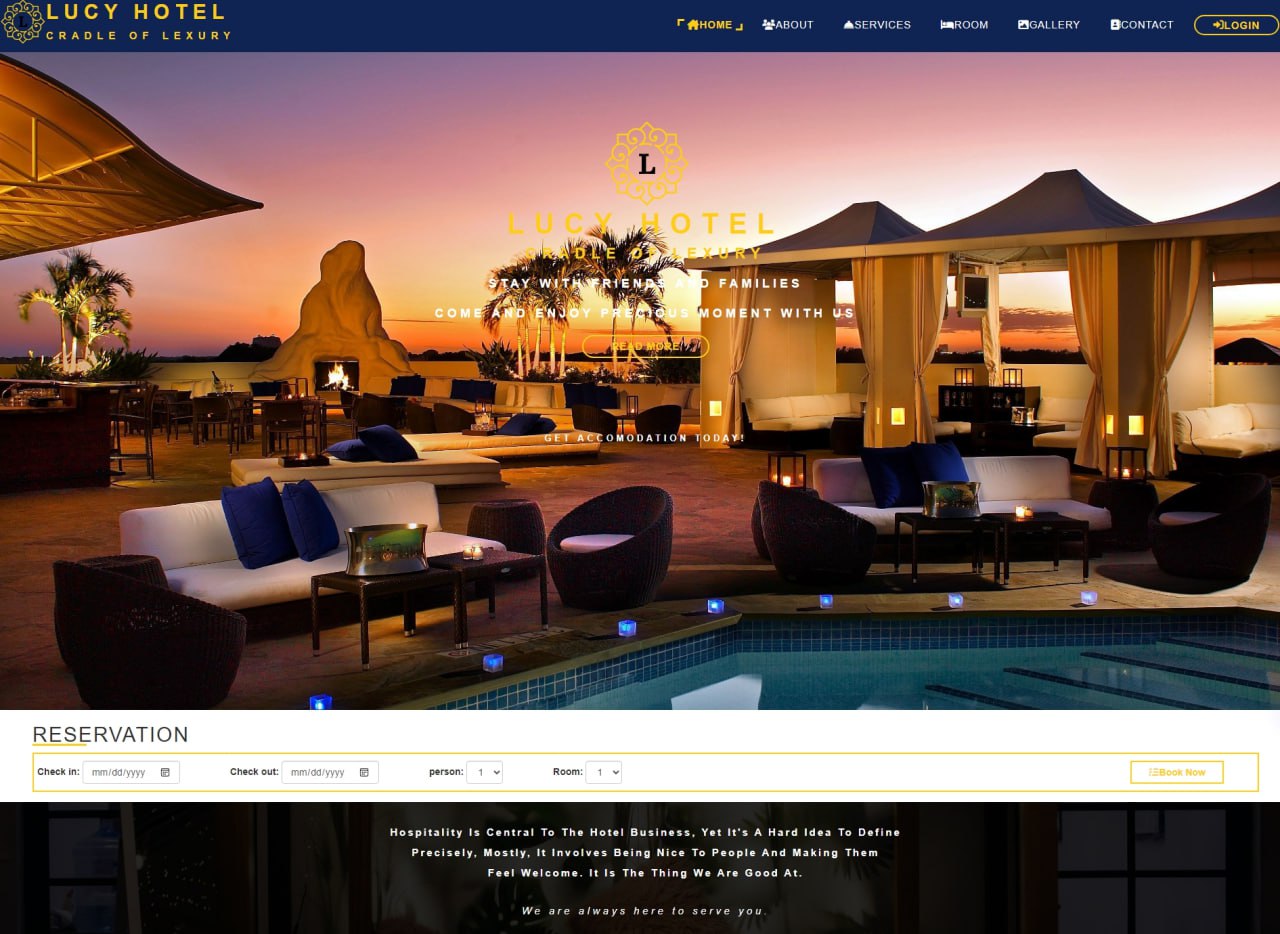 LUCY HOTEL
CRADLE OF LEXURY
HOME ABOUT SERVICES ROOM GALLERY CONTACT LOGIN
L
L
LUCY HOTEL
CRADLE OF LEXURY
STAY WITH FRIENDS AND FAMILIES
COME AND ENJOY PRECIOUS MOMENT WITH US
READ MORE
GET ACCOMODATION TODAY!
RESERVATION
Check in: mm/dd/yyyy Check out: mm/dd/yyyy person: 1 Room: 1 Book Now
Hospitality Is Central To The Hotel Business, Yet It's A Hard Idea To Define
Precisely, Mostly, It Involves Being Nice To People And Making Them
Feel Welcome. It Is The Thing We Are Good At.
We are always here to serve you.